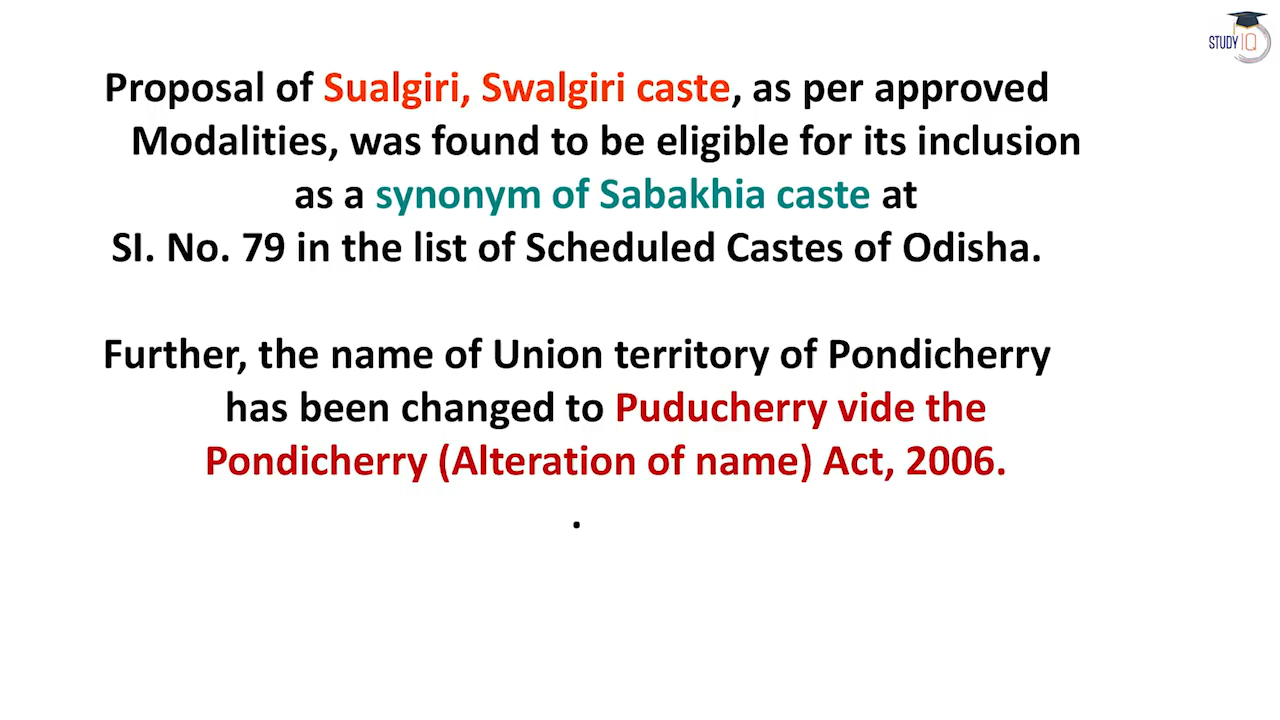 STUDY IQ
Proposal of Sualgiri, Swalgiri caste, as per approved
Modalities, was found to be eligible for its inclusion
as a synonym of Sabakhia caste at
SI. No. 79 in the list of Scheduled Castes of Odisha.
Further, the name of Union territory of Pondicherry
has been changed to Puducherry vide the
Pondicherry (Alteration of name) Act, 2006.
.